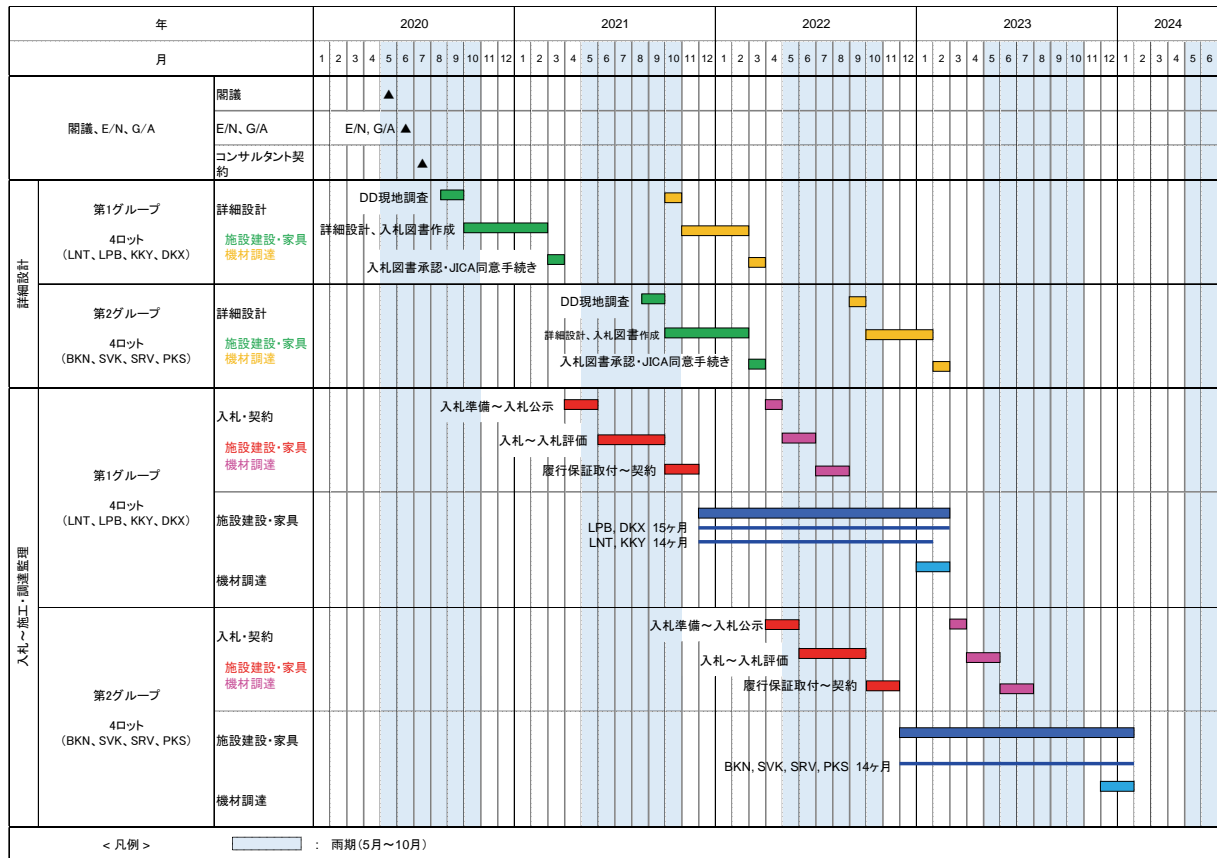 年 2020 2021 2022 2023 2024
月 1 2 3 4 5 6 7 8 9 10 11 12 1 2 3 4 5 6 7 8 9 10 11 12 1 2 3 4 5 6 7 8 9 10 11 12 1 2 3 4 5 6 7 8 9 10 11 12 1 2 3 4 5 6
閣議、E/N、G/A
閣議 ▲
E/N、G/A E/N, G/A ▲
コンサルタント契
約 ▲
詳細設計
第1グループ
4ロット
(LNT、LPB、KKY、DKX)
詳細設計
施設建設・家具
機材調達
DD現地調査
詳細設計、入札図書作成
入札図書承認・JICA同意手続き
第2グループ
4ロット
(BKN、SVK、SRV、PKS)
詳細設計
施設建設・家具
機材調達
DD現地調査
詳細設計、入札図書作成
入札図書承認・JICA同意手続き
入札～施工・調達監理
第1グループ
4ロット
(LNT、LPB、KKY、DKX)
入札・契約
施設建設・家具
機材調達
入札準備～入札公示
入札～入札評価
履行保証取付～契約
施設建設・家具
LPB, DKX 15ヶ月
LNT, KKY 14ヶ月
機材調達
第2グループ
4ロット
(BKN、SVK、SRV、PKS)
入札・契約
施設建設・家具
機材調達
入札準備～入札公示
入札～入札評価
履行保証取付～契約
施設建設・家具
BKN, SVK, SRV, PKS 14ヶ月
機材調達
< 凡例 > : 雨期(5月～10月)